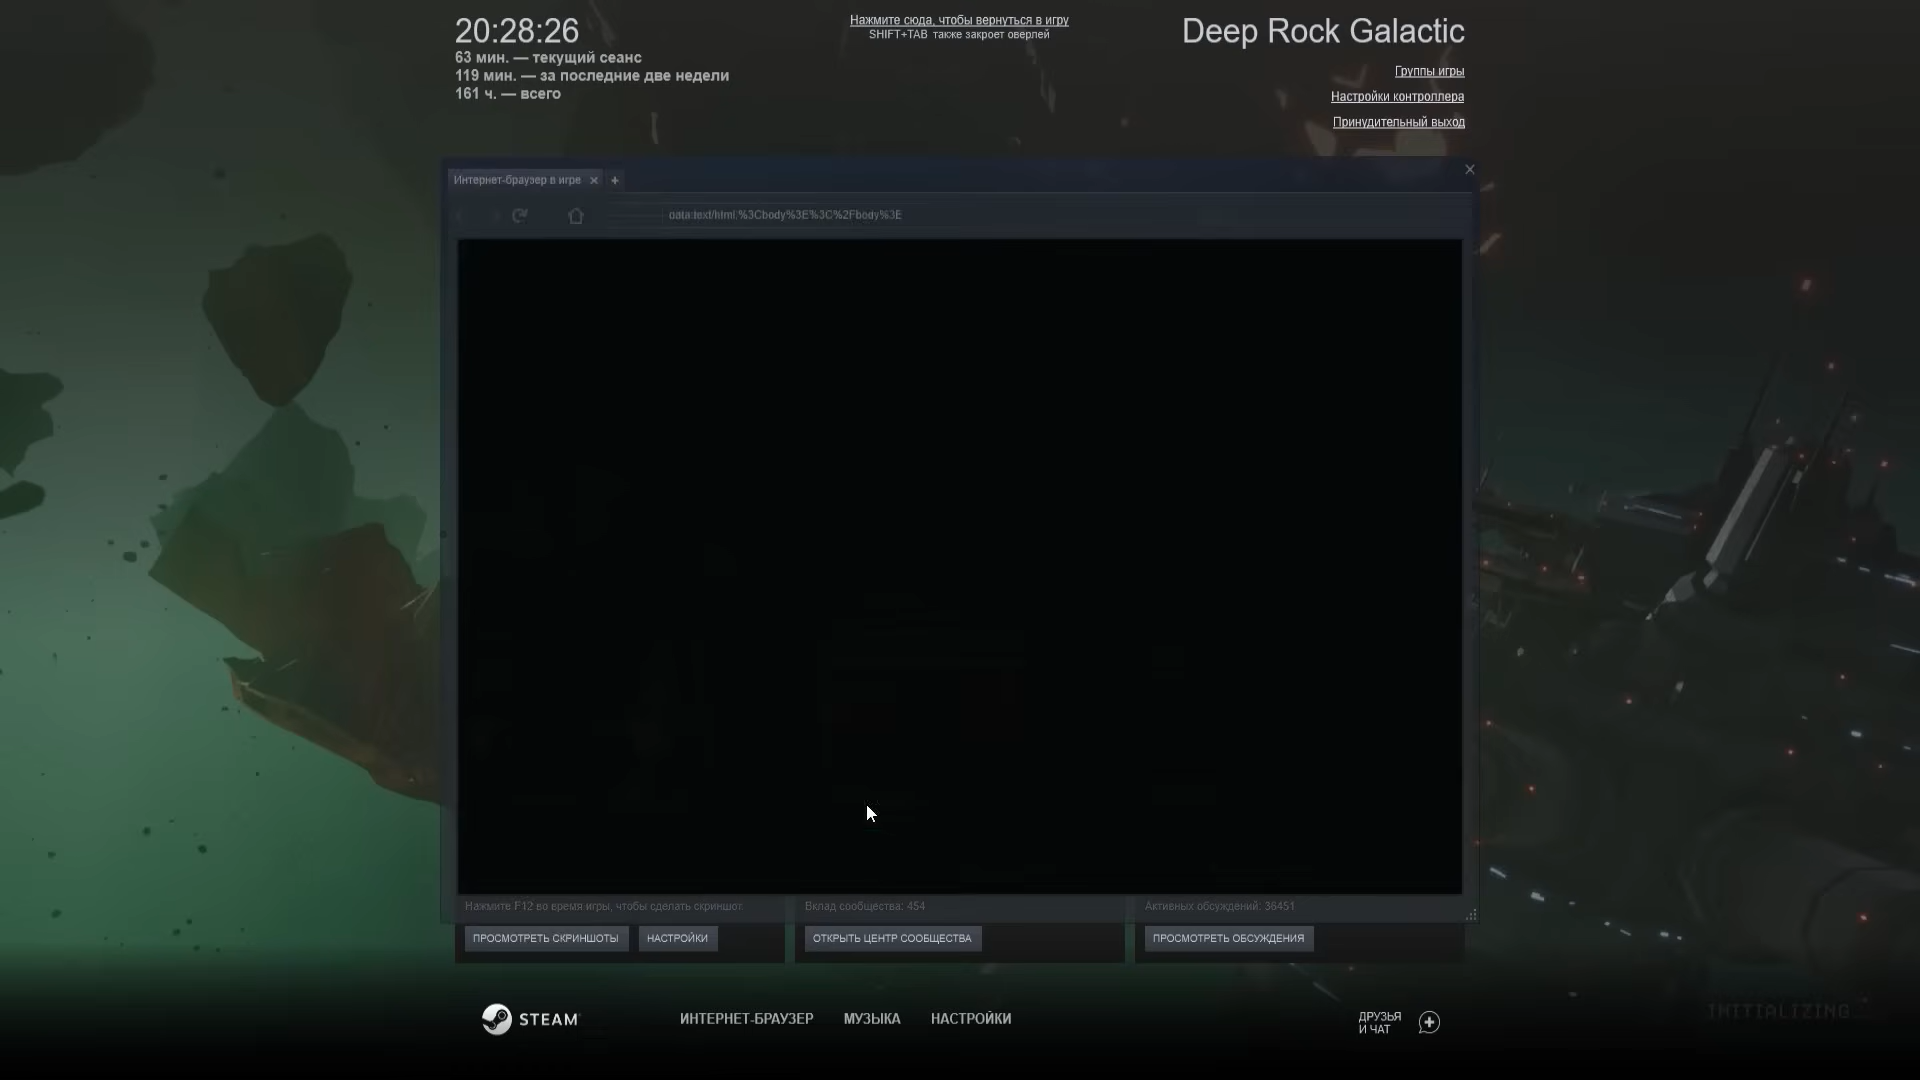 20:28:26
63 мин. — текущий сеанс
119 мин. — за последние две недели
161 ч. — всего
Нажмите сюда, чтобы вернуться в игру
SHIFT+TAB также закроет оверлей
Deep Rock Galactic
Группы игры
Настройки контроллера
Принудительный выход
Интернет-браузер в игре
data:text/html,%3Cbody%3E%3C%2Fbody%3E
Нажмите F12 во время игры, чтобы сделать скриншот
Вклад сообщества: 454
Активных обсуждений: 36451
ПРОСМОТРЕТЬ СКРИНШОТЫ
НАСТРОЙКИ
ОТКРЫТЬ ЦЕНТР СООБЩЕСТВА
ПРОСМОТРЕТЬ ОБСУЖДЕНИЯ
INITIALIZING
STEAM
ИНТЕРНЕТ-БРАУЗЕР
МУЗЫКА
НАСТРОЙКИ
ДРУЗЬЯ
И ЧАТ